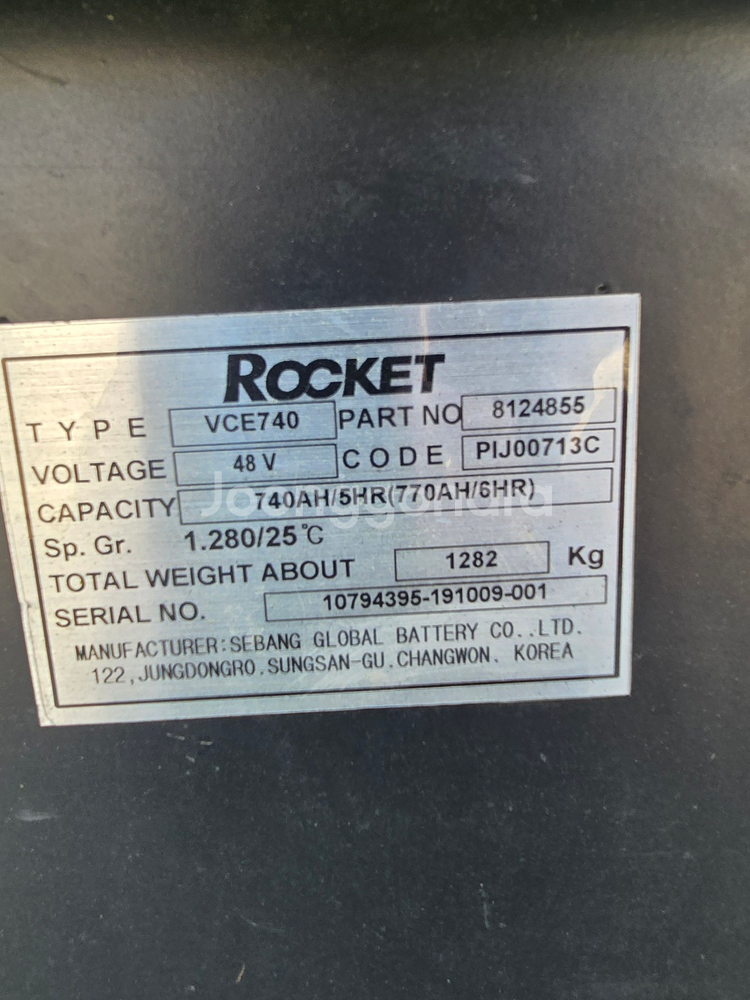 ROCKET
TYPE VCE740 PART NO 8124855
VOLTAGE 48 V CODE PIJ00713C
CAPACITY 740AH/5HR(770AH/6HR)
Joonggonara
Sp. Gr. 1.280/25℃
TOTAL WEIGHT ABOUT 1282 Kg
SERIAL NO. 10794395-191009-001
MANUFACTURER:SEBANG GLOBAL BATTERY CO.,LTD.
122,JUNGDONGRO.SUNGSAN-GU.CHANGWON. KOREA